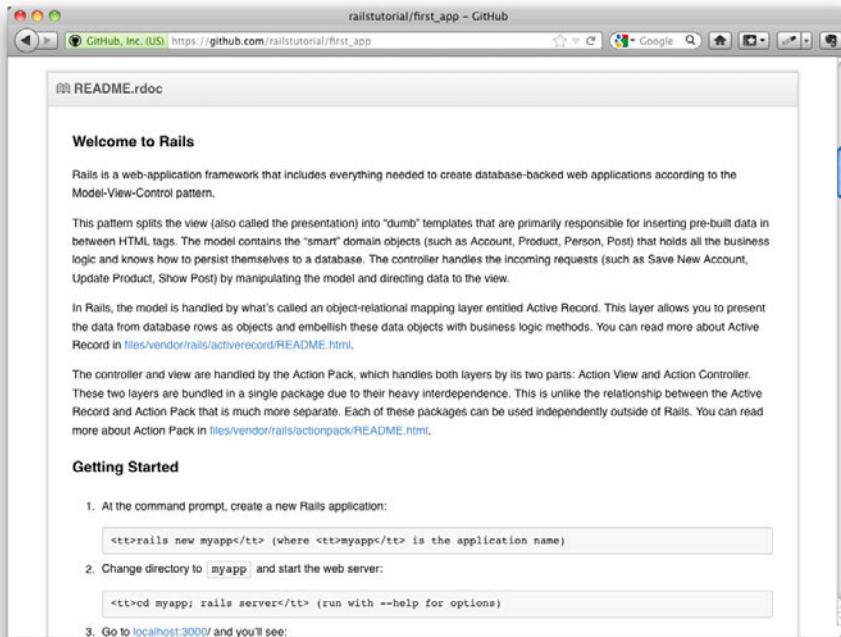 railstutorial/first_app – GitHub
GitHub, Inc. (US) https://github.com/railstutorial/first_app
Google
README.rdoc
Welcome to Rails
Rails is a web-application framework that includes everything needed to create database-backed web applications according to the
Model-View-Control pattern.
This pattern splits the view (also called the presentation) into “dumb” templates that are primarily responsible for inserting pre-built data in
between HTML tags. The model contains the “smart” domain objects (such as Account, Product, Person, Post) that holds all the business
logic and knows how to persist themselves to a database. The controller handles the incoming requests (such as Save New Account,
Update Product, Show Post) by manipulating the model and directing data to the view.
In Rails, the model is handled by what’s called an object-relational mapping layer entitled Active Record. This layer allows you to present
the data from database rows as objects and embellish these data objects with business logic methods. You can read more about Active
Record in files/vendor/rails/activerecord/README.html.
The controller and view are handled by the Action Pack, which handles both layers by its two parts: Action View and Action Controller.
These two layers are bundled in a single package due to their heavy interdependence. This is unlike the relationship between the Active
Record and Action Pack that is much more separate. Each of these packages can be used independently outside of Rails. You can read
more about Action Pack in files/vendor/rails/actionpack/README.html.
Getting Started
1. At the command prompt, create a new Rails application:
<tt>rails new myapp</tt> (where <tt>myapp</tt> is the application name)
2. Change directory to myapp and start the web server:
<tt>cd myapp; rails server</tt> (run with --help for options)
3. Go to localhost:3000/ and you’ll see: